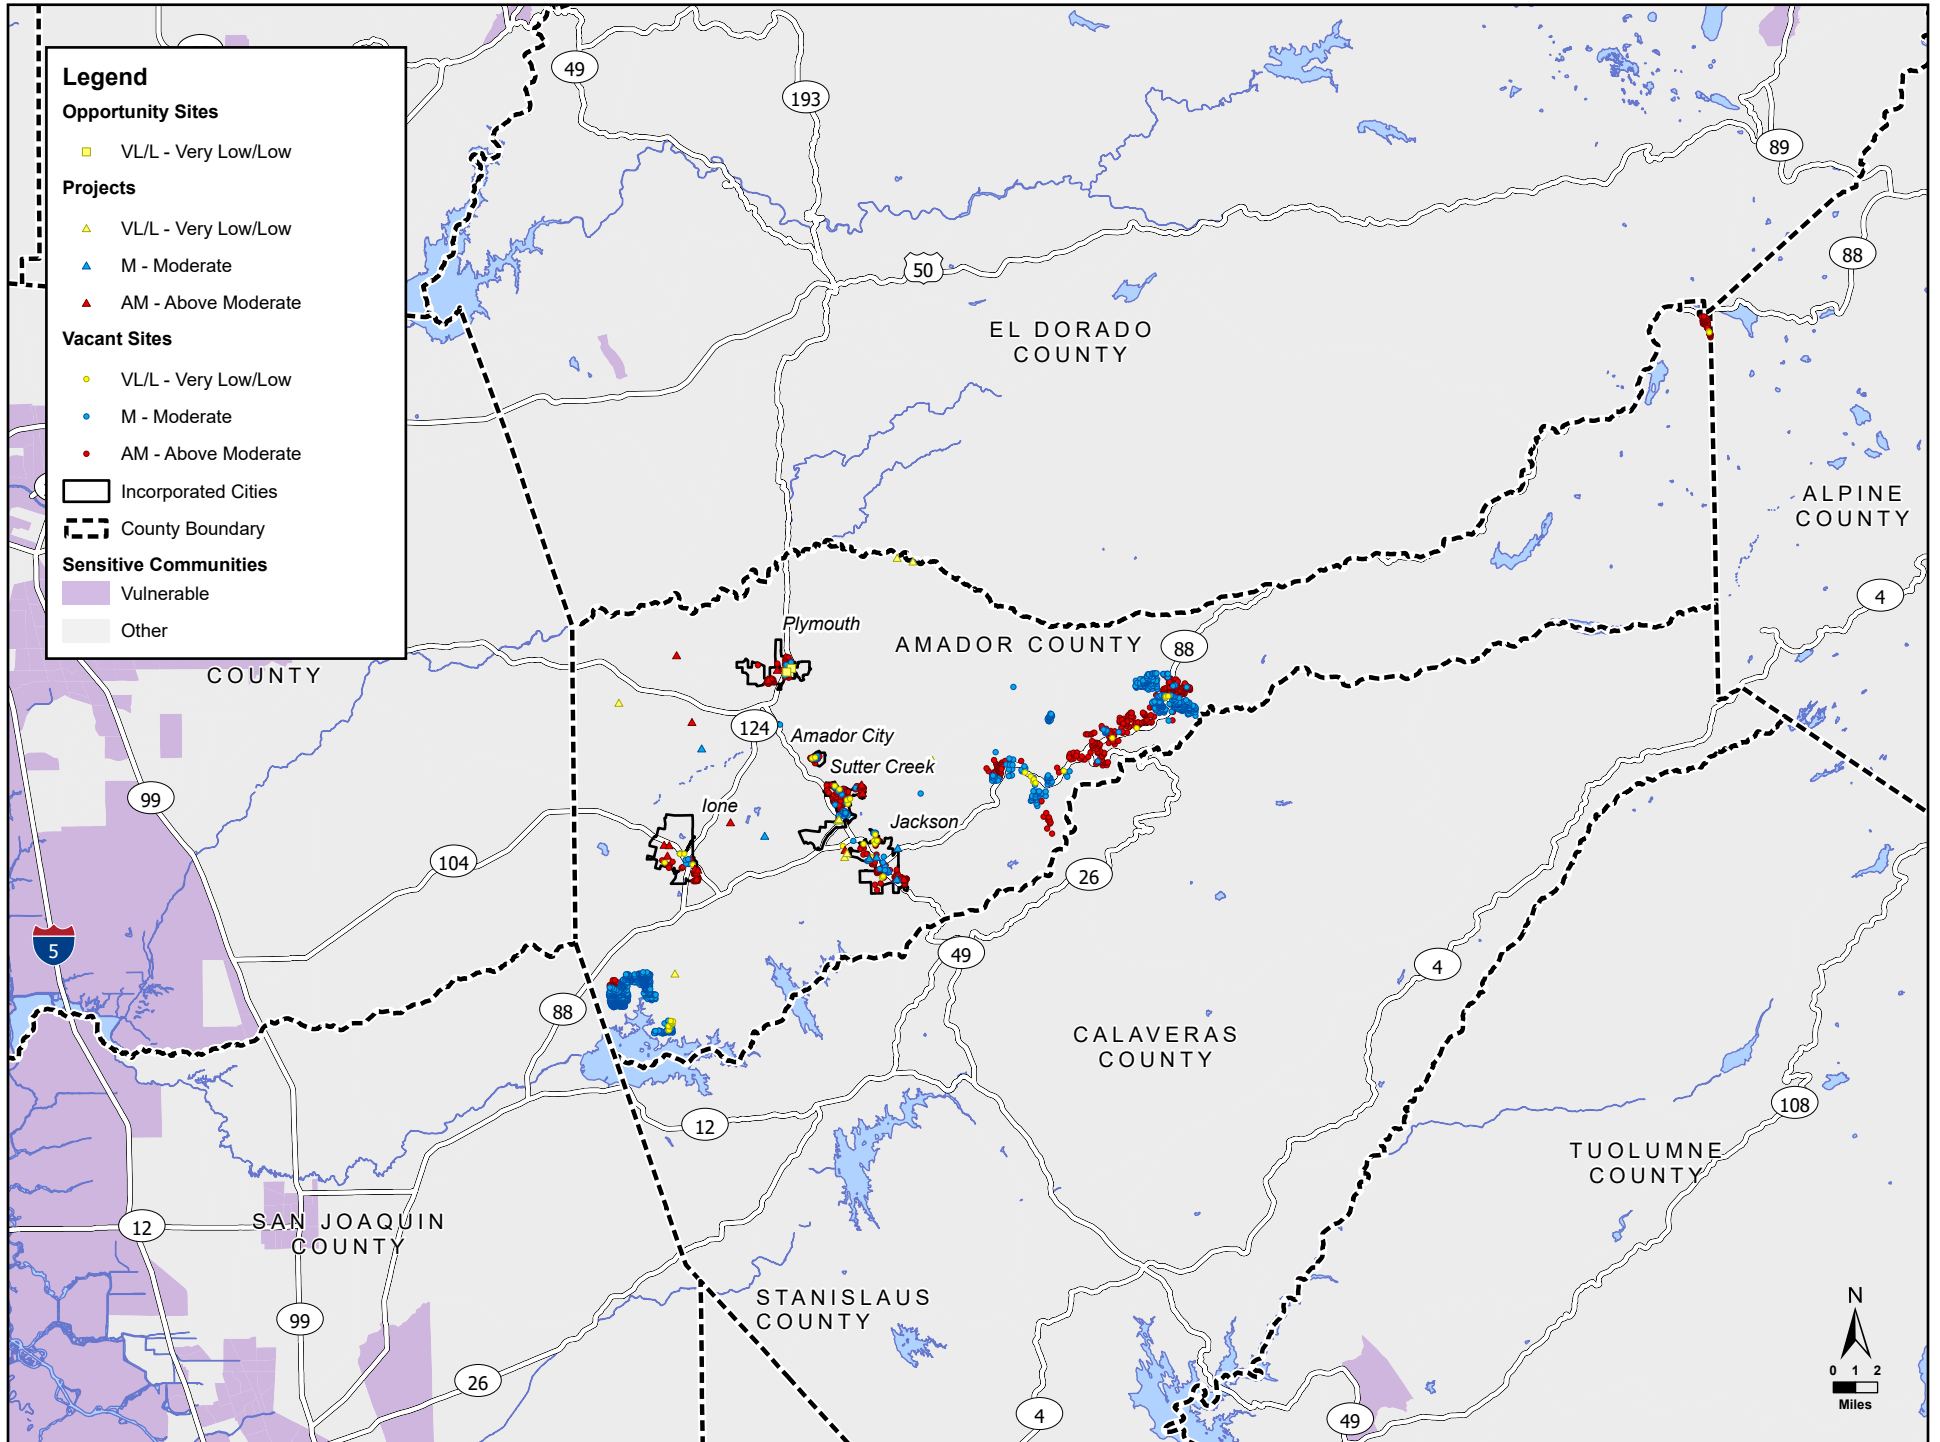 Legend
Opportunity Sites
VL/L - Very Low/Low
Projects
VL/L - Very Low/Low
M - Moderate
AM - Above Moderate
Vacant Sites
VL/L - Very Low/Low
M - Moderate
AM - Above Moderate
Incorporated Cities
County Boundary
Sensitive Communities
Vulnerable
Other
49
193
89
88
50
EL DORADO
COUNTY
ALPINE
COUNTY
4
Plymouth
AMADOR COUNTY
88
COUNTY
124
Amador City
Sutter Creek
99
Ione
Jackson
104
26
5
49
4
88
CALAVERAS
COUNTY
108
12
TUOLUMNE
COUNTY
12
SAN JOAQUIN
COUNTY
STANISLAUS
COUNTY
99
26
4
49
N
0 1 2
Miles